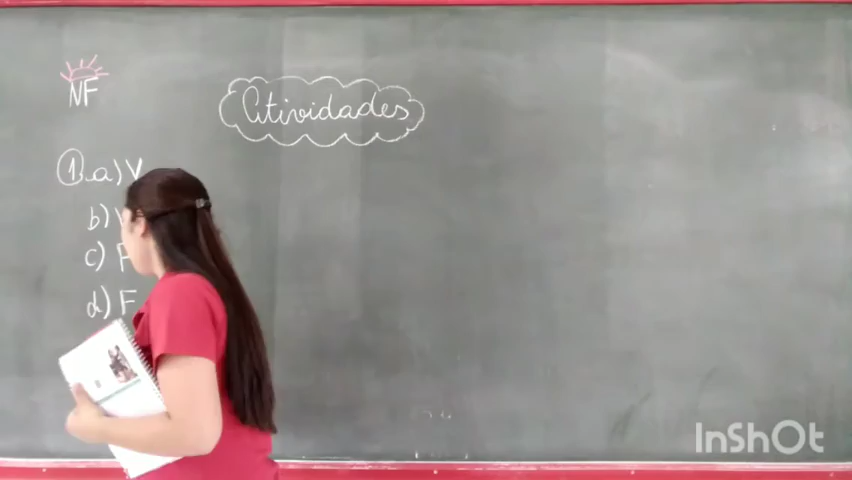 NF
Atividades
1. a) V
b) V
c) F
d) F
InShOt